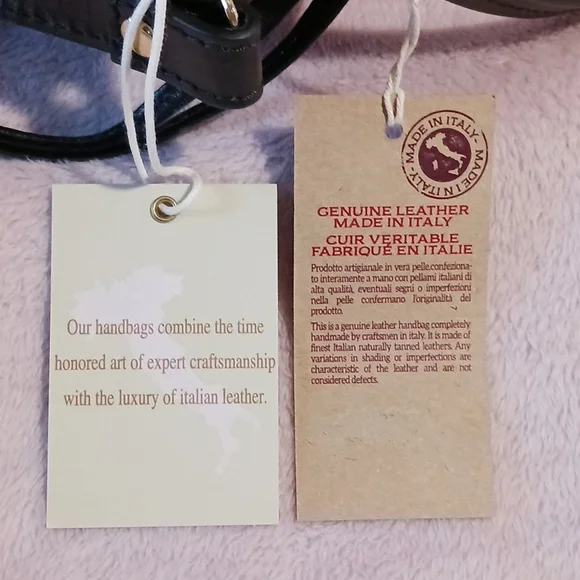 Our handbags combine the time
honored art of expert craftsmanship
with the luxury of italian leather.
MADE IN ITALY - MADE IN ITALY -
GENUINE LEATHER
MADE IN ITALY
CUIR VERITABLE
FABRIQUÉ EN ITALIE
Prodotto artigianale in vera pelle,confeziona-
to interamente a mano con pellami italiani di
alta qualità, eventuali segni o imperfezioni
nella pelle confermano l'originalità del
prodotto.
This is a genuine leather handbag completely
handmade by craftsmen in italy. It is made of
finest Italian naturally tanned leathers. Any
variations in shading or imperfections are
characteristic of the leather and are not
considered defects.